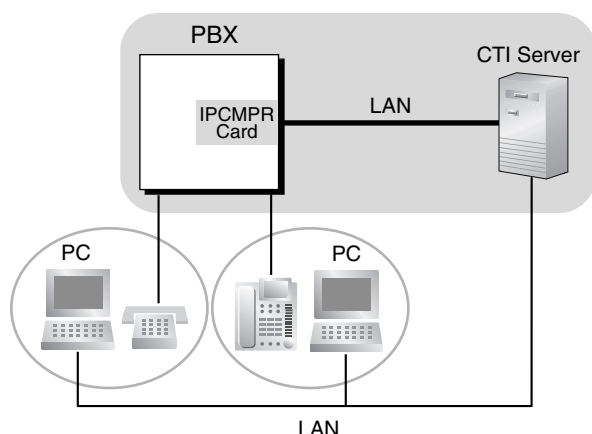 PBX
CTI Server
IPCMPR
Card
LAN
PC
PC
LAN